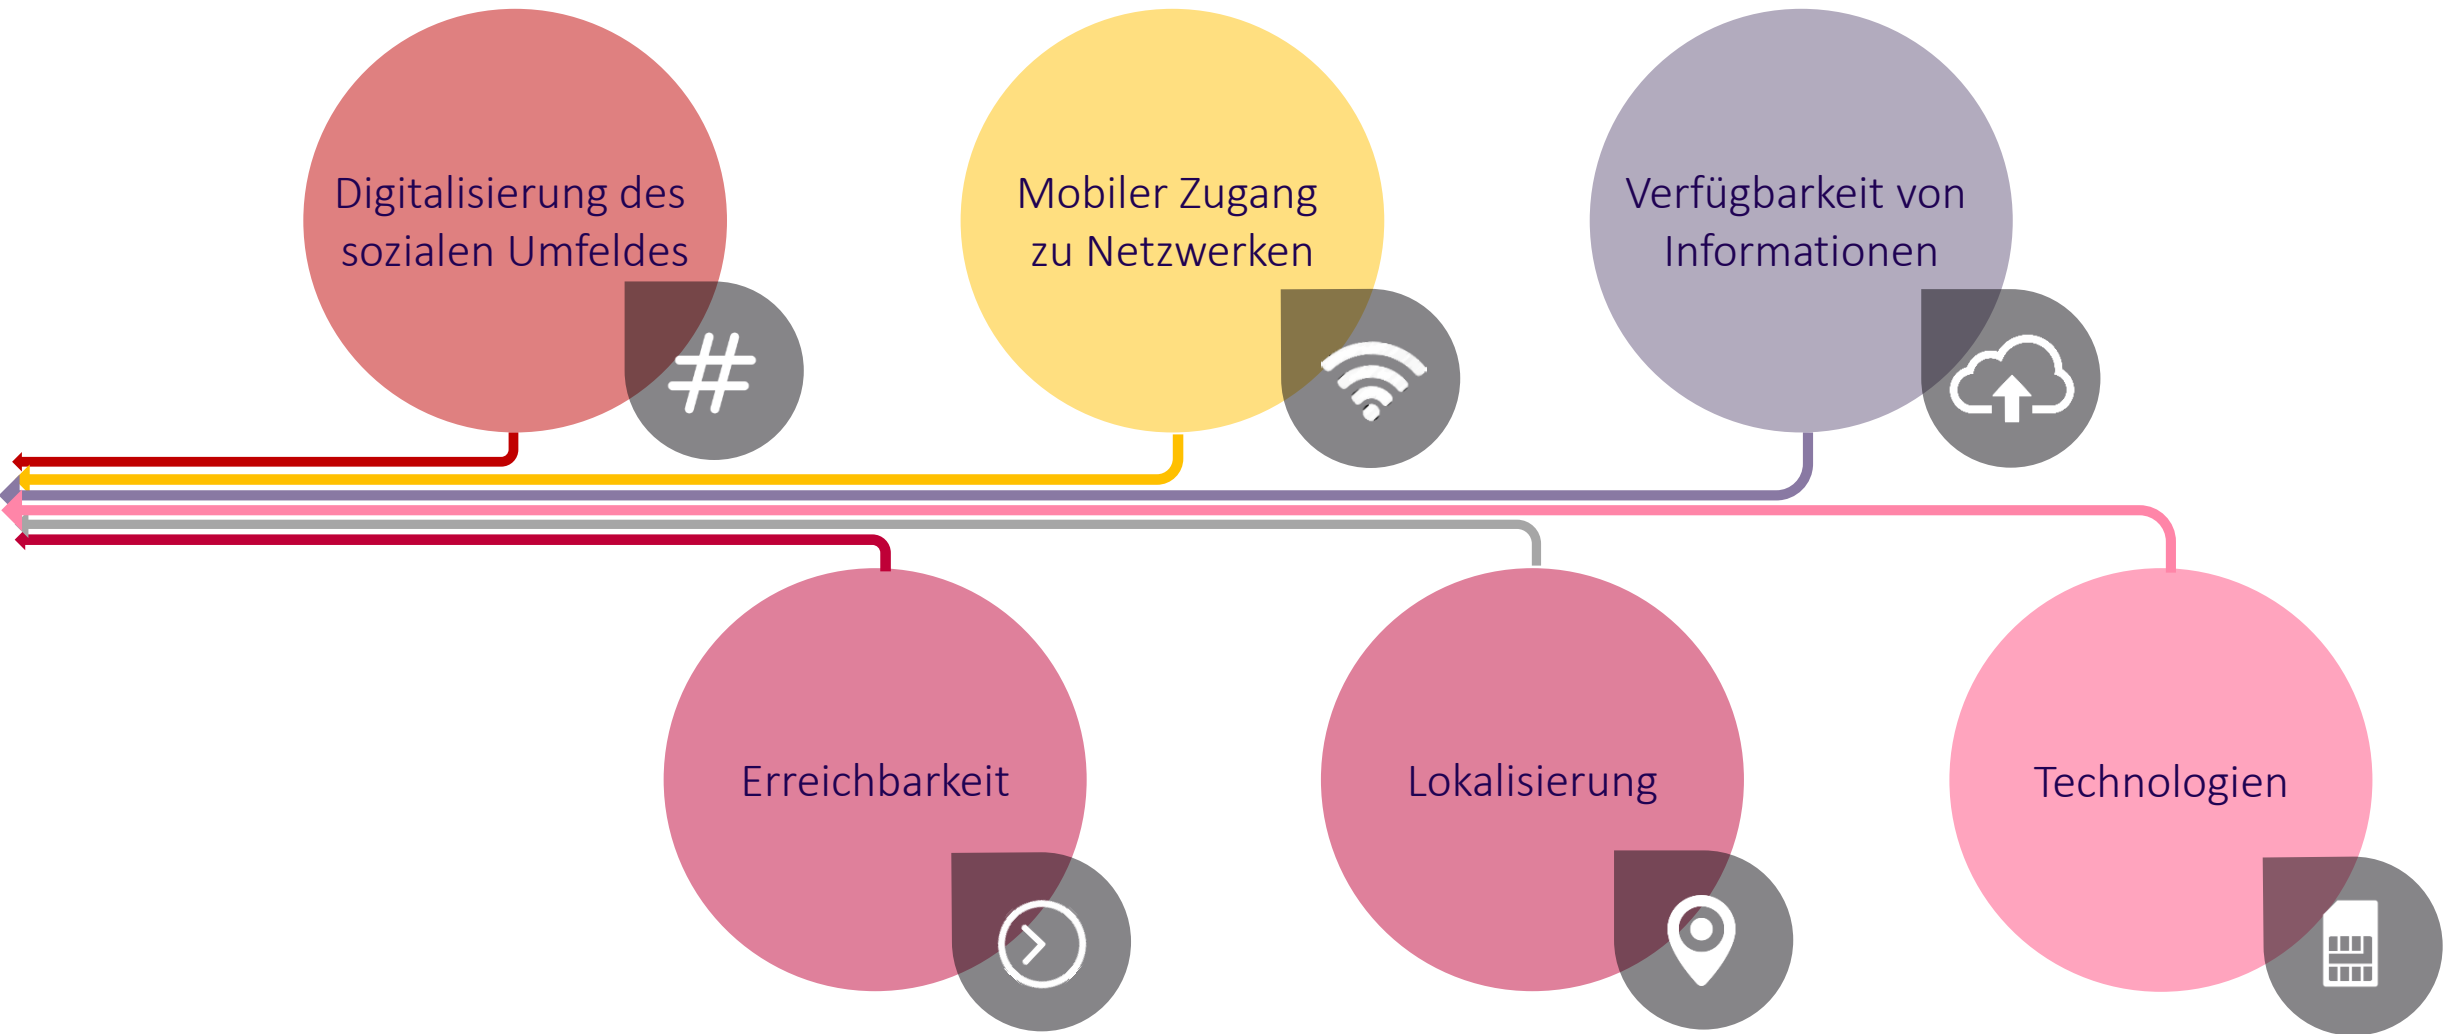 Digitalisierung des
sozialen Umfeldes
Mobiler Zugang
zu Netzwerken
Verfügbarkeit von
Informationen
Erreichbarkeit
Lokalisierung
Technologien